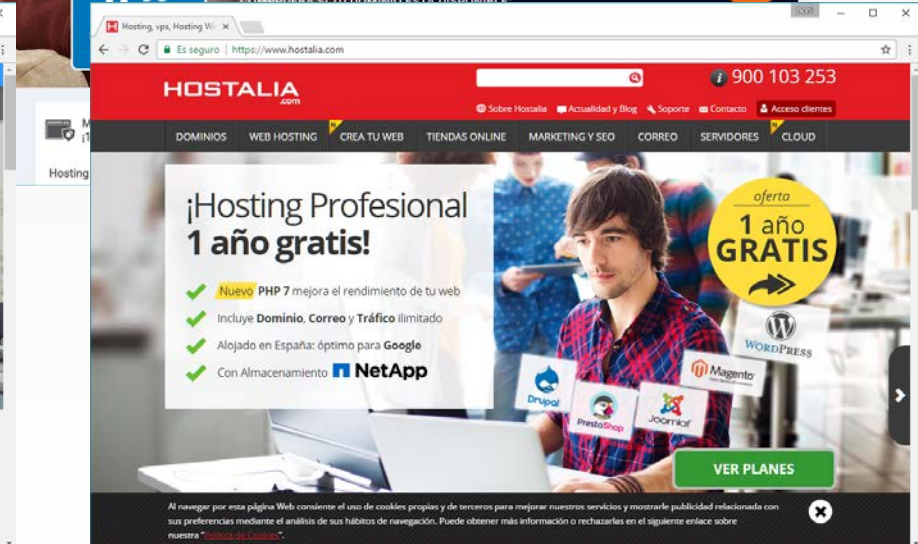 Hosting, vps, Hosting W
Es seguro | https://www.hostalia.com
HOSTALIA
.com
900 103 253
Sobre Hostalia Actualidad y Blog Soporte Contacto Acceso clientes
DOMINIOS WEB HOSTING CREA TU WEB TIENDAS ONLINE MARKETING Y SEO CORREO SERVIDORES CLOUD
N
N
Hosting
¡Hosting Profesional
1 año gratis!
Nuevo PHP 7 mejora el rendimiento de tu web
Incluye Dominio, Correo y Tráfico ilimitado
Alojado en España: óptimo para Google
Con Almacenamiento NetApp
oferta
1 año
GRATIS
WORDPRESS
Magento
Drupal
PrestaShop
Joomla!
VER PLANES
Al navegar por esta página Web consiente el uso de cookies propias y de terceros para mejorar nuestros servicios y mostrarle publicidad relacionada con
sus preferencias mediante el análisis de sus hábitos de navegación. Puede obtener más información o rechazarlas en el siguiente enlace sobre
nuestra "Política de Cookies".